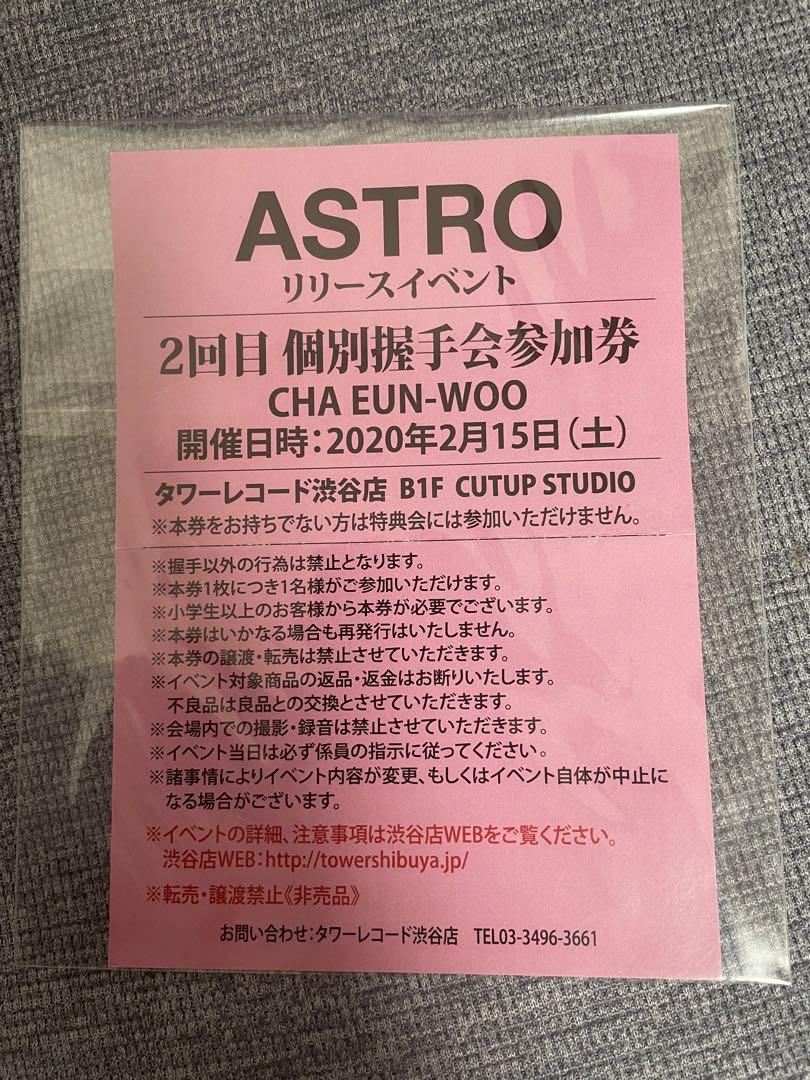 ASTRO
リリースイベント
2回目 個別握手会参加券
CHA EUN-WOO
開催日時：2020年2月15日（土）
タワーレコード渋谷店 B1F CUTUP STUDIO
※本券をお持ちでない方は特典会には参加いただけません。
※握手以外の行為は禁止となります。
※本券1枚につき1名様がご参加いただけます。
※小学生以上のお客様から本券が必要でございます。
※本券はいかなる場合も再発行はいたしません。
※本券の譲渡・転売は禁止させていただきます。
※イベント対象商品の返品・返金はお断りいたします。
不良品は良品との交換とさせていただきます。
※会場内での撮影・録音は禁止させていただきます。
※イベント当日は必ず係員の指示に従ってください。
※諸事情によりイベント内容が変更、もしくはイベント自体が中止に
なる場合がございます。
※イベントの詳細、注意事項は渋谷店WEBをご覧ください。
渋谷店WEB：http://towershibuya.jp/
※転売・譲渡禁止《非売品》
お問い合わせ：タワーレコード渋谷店 TEL03-3496-3661